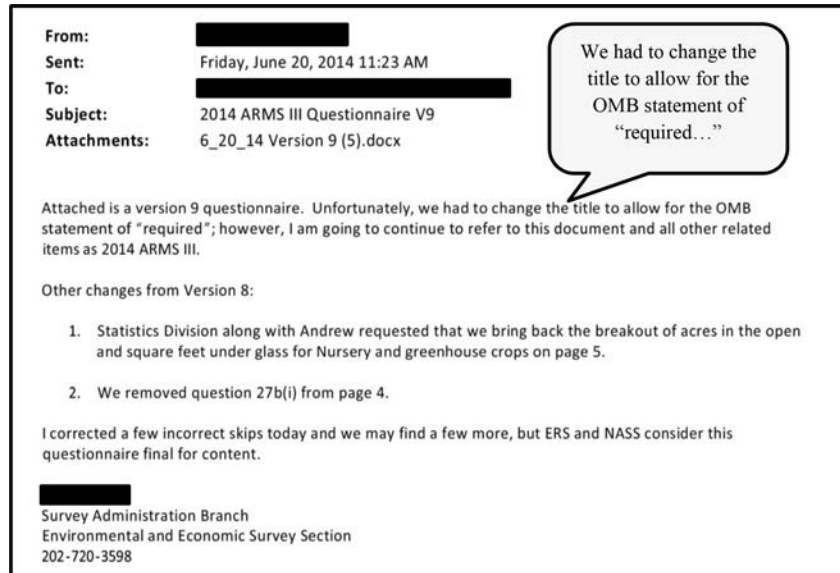 From:
Sent: Friday, June 20, 2014 11:23 AM
To:
Subject: 2014 ARMS III Questionnaire V9
Attachments: 6_20_14 Version 9 (5).docx
We had to change the
title to allow for the
OMB statement of
“required…”
Attached is a version 9 questionnaire. Unfortunately, we had to change the title to allow for the OMB
statement of “required”; however, I am going to continue to refer to this document and all other related
items as 2014 ARMS III.
Other changes from Version 8:
1. Statistics Division along with Andrew requested that we bring back the breakout of acres in the open
and square feet under glass for Nursery and greenhouse crops on page 5.
2. We removed question 27b(i) from page 4.
I corrected a few incorrect skips today and we may find a few more, but ERS and NASS consider this
questionnaire final for content.
Survey Administration Branch
Environmental and Economic Survey Section
202-720-3598